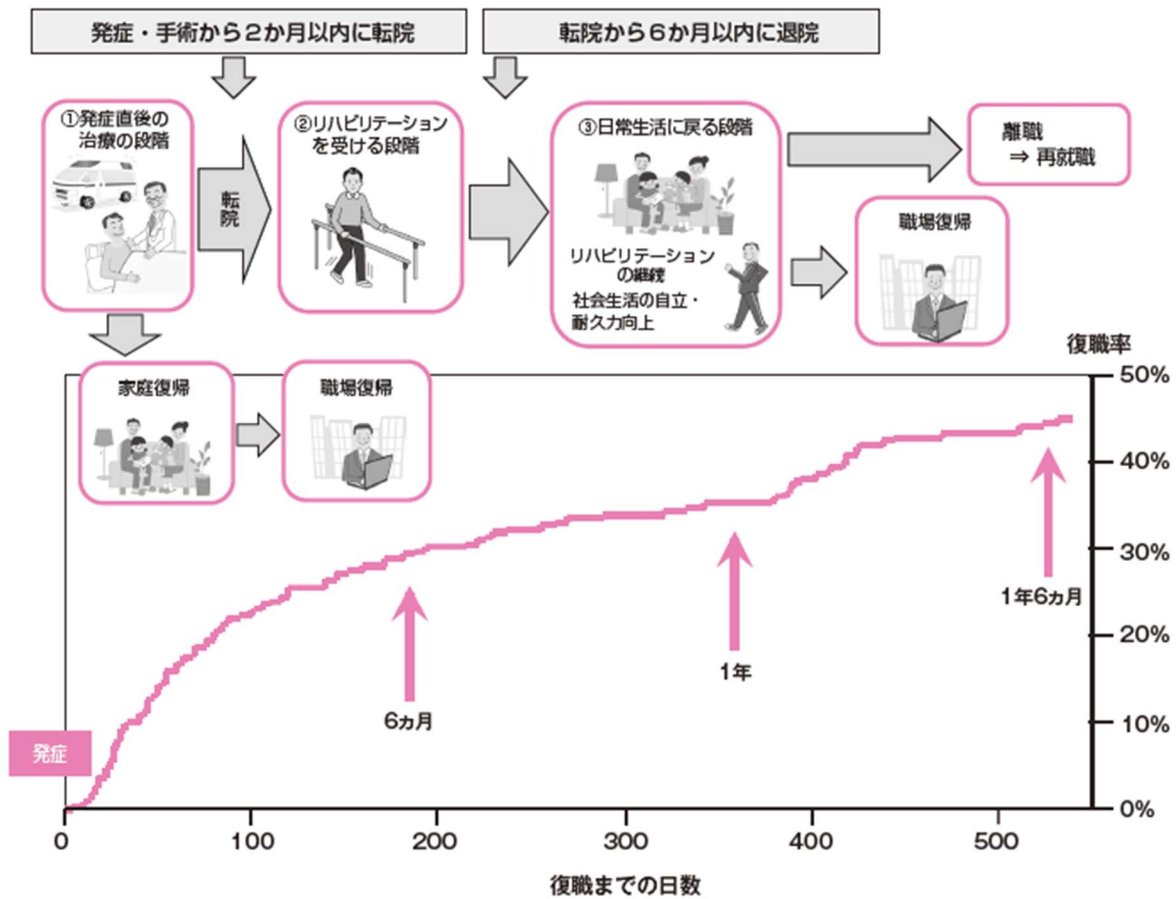 発症・手術から2か月以内に転院
転院から6か月以内に退院
①発症直後の
治療の段階
転院
②リハビリテーション
を受ける段階
③日常生活に戻る段階
リハビリテーション
の継続
社会生活の自立・
耐久力向上
離職
⇒ 再就職
職場復帰
家庭復帰
職場復帰
復職率
50%
40%
30%
20%
10%
0%
6ヵ月
1年
1年6ヵ月
発症
0
100
200
300
400
500
復職までの日数